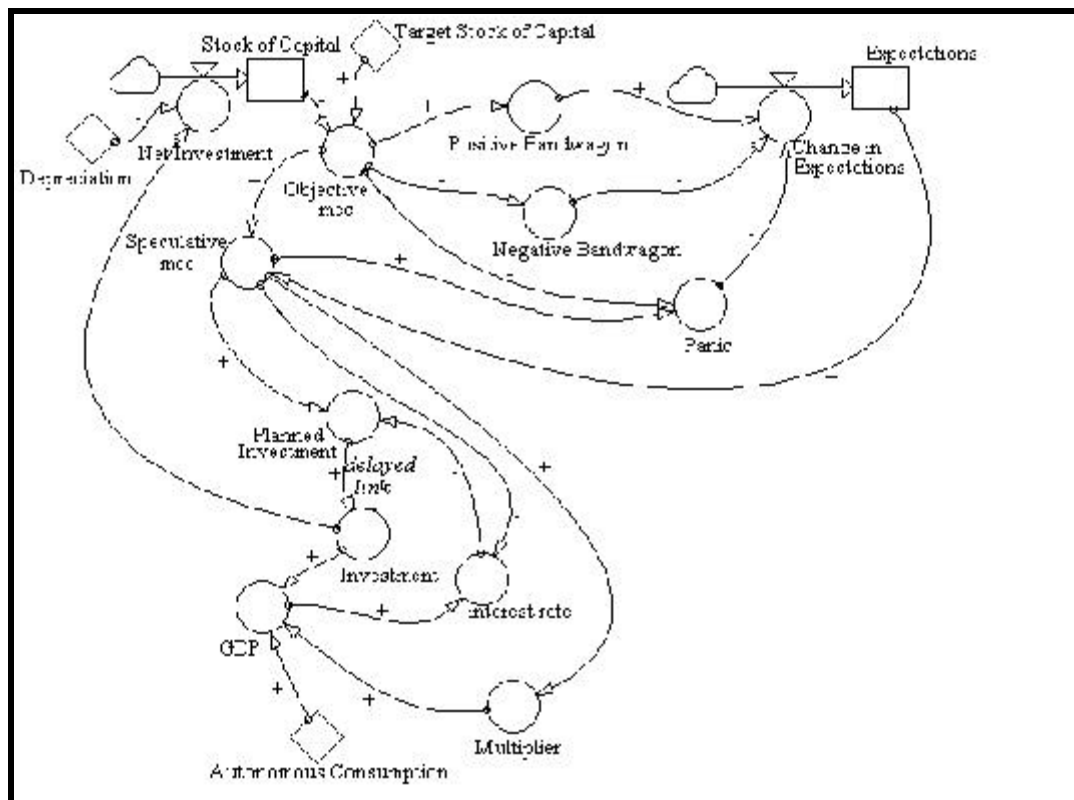 Stock of Capital
Target Stock of Capital
Expectations
Net Investment
Depreciation
Objective
mec
Positive Bandwagon
Change in
Expectations
Negative Bandwagon
Speculative
mec
Panic
Planned
Investment
delayed
link
Investment
Interest rate
GDP
Multiplier
Autonomous Consumption